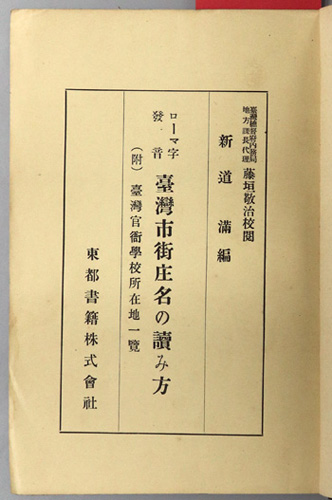 臺灣總督府內務局
地方課長代理
藤垣敬治校閱
新道滿編
ローマ字
發音
臺灣市街庄名の讀み方
（附）臺灣官衙學校所在地一覽
東都書籍株式會社